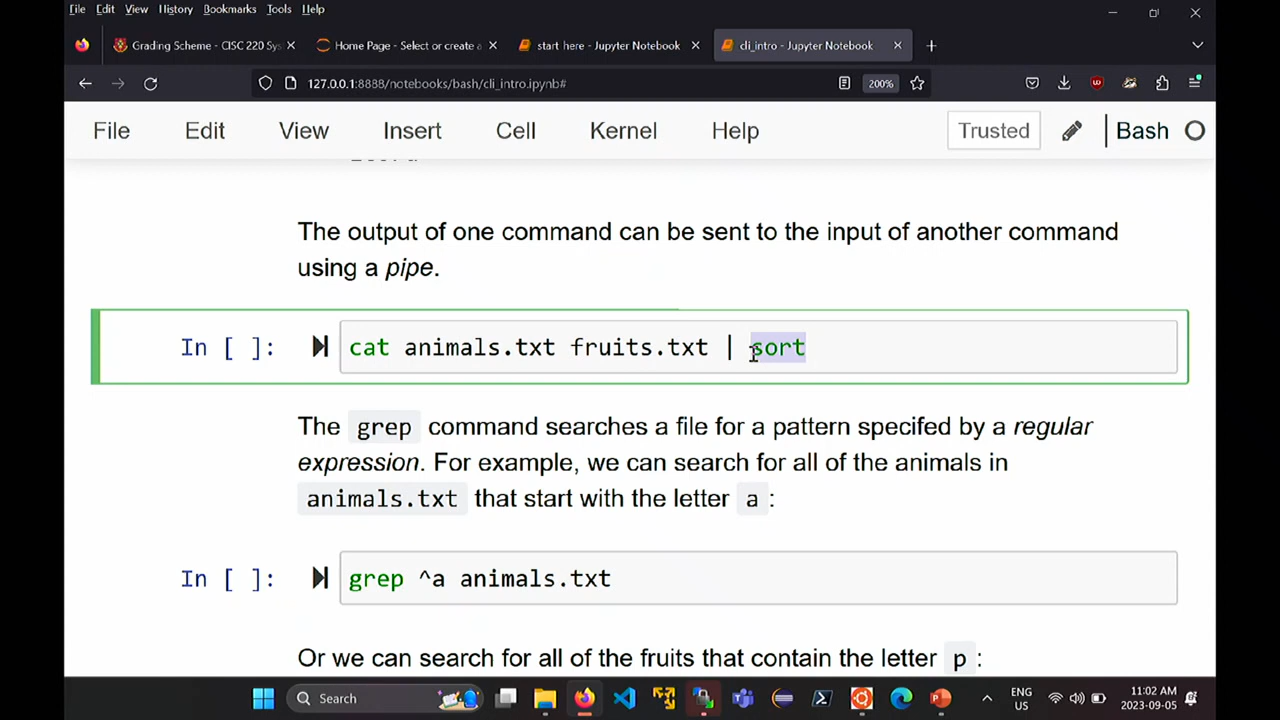 File Edit View History Bookmarks Tools Help
Grading Scheme - CISC 220 Sys Home Page - Select or create a start here - Jupyter Notebook cli_intro - Jupyter Notebook
127.0.0.1:8888/notebooks/bash/cli_intro.ipynb# 200%
File Edit View Insert Cell Kernel Help Trusted Bash
The output of one command can be sent to the input of another command
using a pipe.
In [ ]: cat animals.txt fruits.txt | sort
The grep command searches a file for a pattern specifed by a regular
expression. For example, we can search for all of the animals in
animals.txt that start with the letter a :
In [ ]: grep ^a animals.txt
Or we can search for all of the fruits that contain the letter p :
Search ENG 11:02 AM
US 2023-09-05